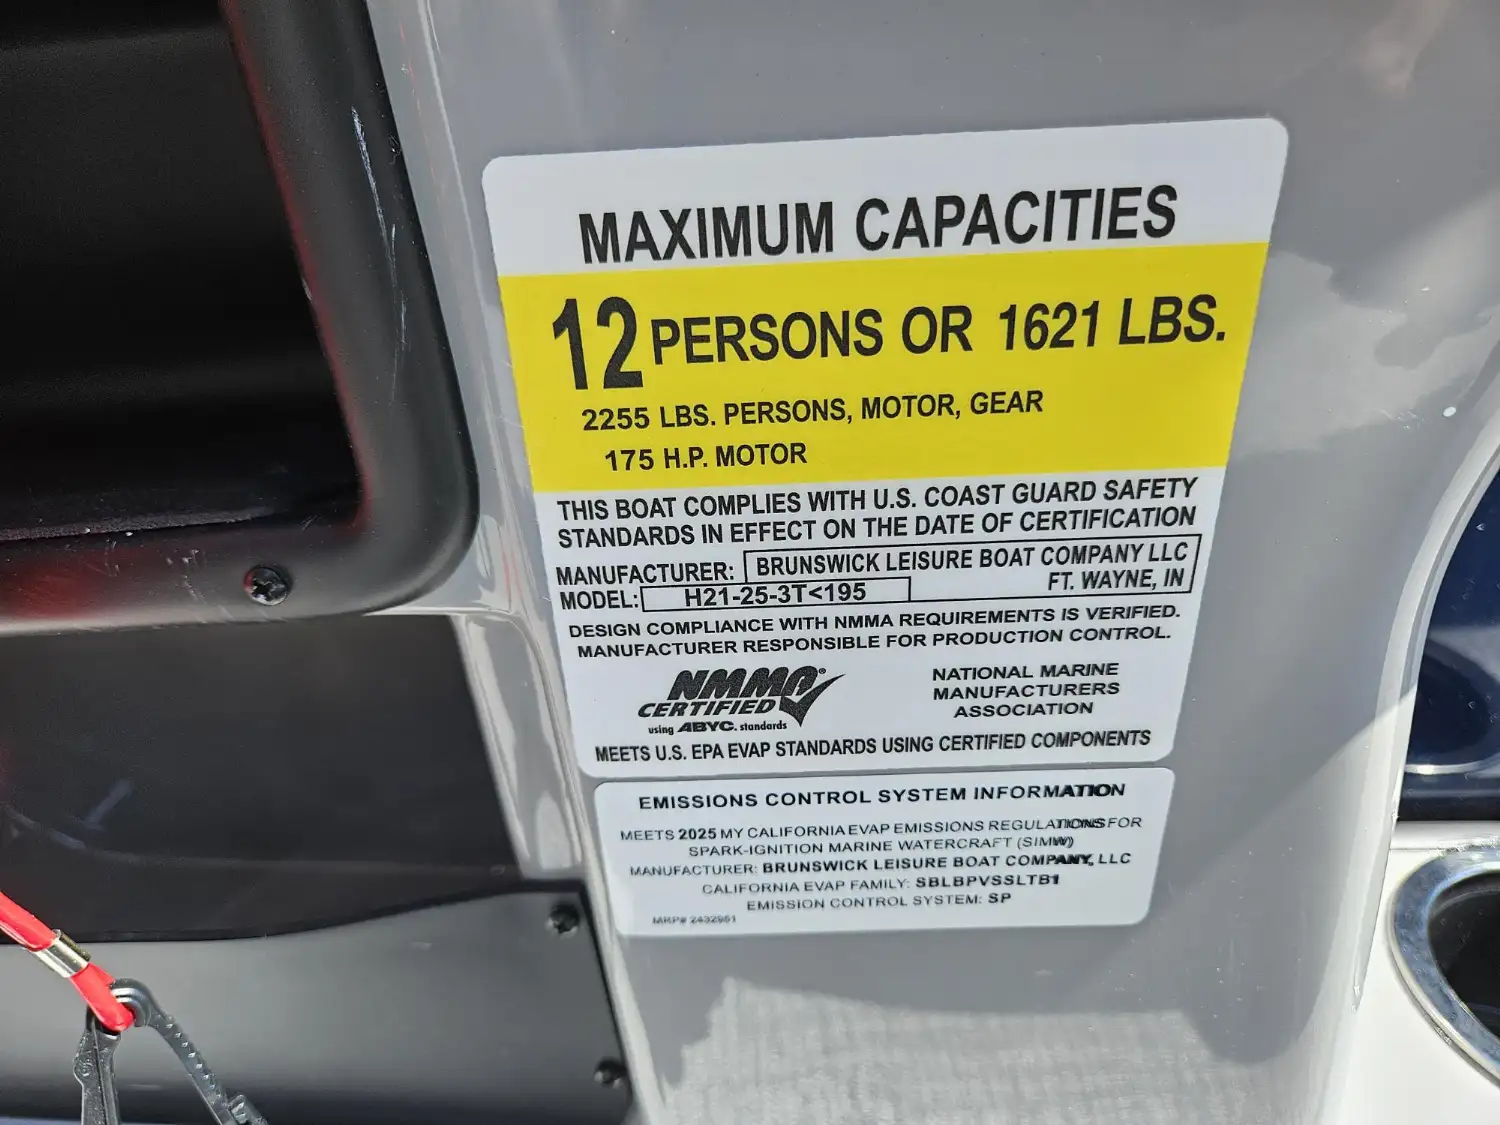 MAXIMUM CAPACITIES
12 PERSONS OR 1621 LBS.
2255 LBS. PERSONS, MOTOR, GEAR
175 H.P. MOTOR
THIS BOAT COMPLIES WITH U.S. COAST GUARD SAFETY
STANDARDS IN EFFECT ON THE DATE OF CERTIFICATION
MANUFACTURER: BRUNSWICK LEISURE BOAT COMPANY LLC
FT. WAYNE, IN
MODEL: H21-25-3T<195
DESIGN COMPLIANCE WITH NMMA REQUIREMENTS IS VERIFIED.
MANUFACTURER RESPONSIBLE FOR PRODUCTION CONTROL.
NMMA®
CERTIFIED
using ABYC. standards
NATIONAL MARINE
MANUFACTURERS
ASSOCIATION
MEETS U.S. EPA EVAP STANDARDS USING CERTIFIED COMPONENTS
EMISSIONS CONTROL SYSTEM INFORMATION
MEETS 2025 MY CALIFORNIA EVAP EMISSIONS REGULATIONS FOR
SPARK-IGNITION MARINE WATERCRAFT (SIMW)
MANUFACTURER: BRUNSWICK LEISURE BOAT COMPANY, LLC
CALIFORNIA EVAP FAMILY: SBLBPVSSLTB1
EMISSION CONTROL SYSTEM: SP
MRP# 2432961